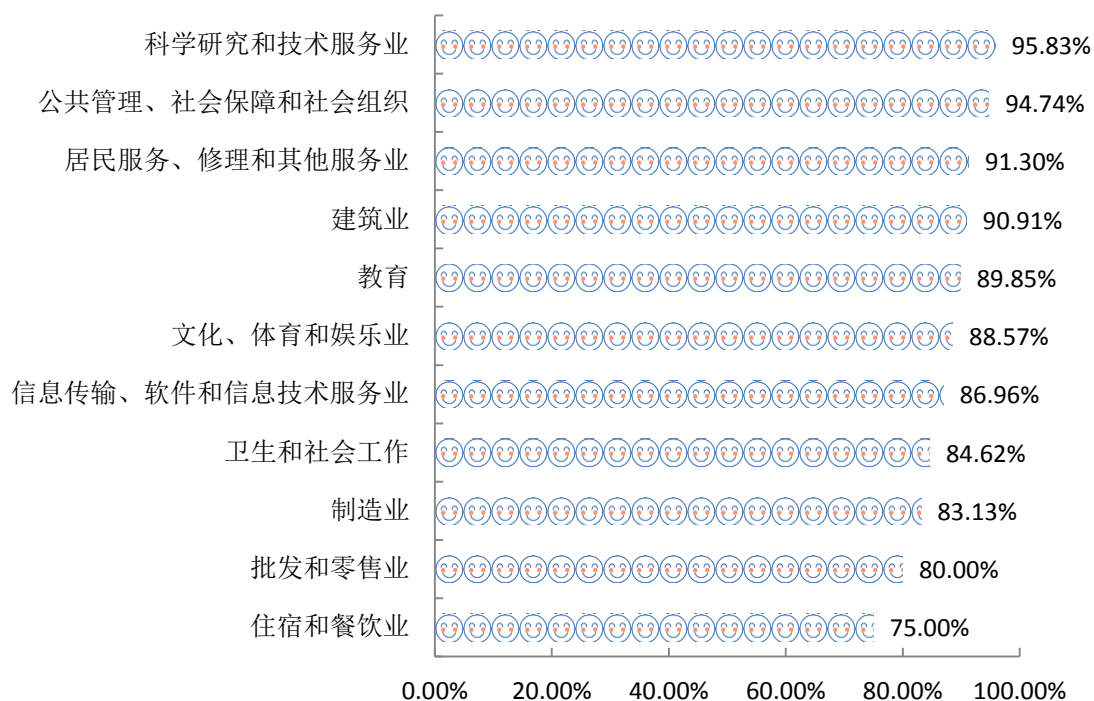 科学研究和技术服务业 95.83%
公共管理、社会保障和社会组织 94.74%
居民服务、修理和其他服务业 91.30%
建筑业 90.91%
教育 89.85%
文化、体育和娱乐业 88.57%
信息传输、软件和信息技术服务业 86.96%
卫生和社会工作 84.62%
制造业 83.13%
批发和零售业 80.00%
住宿和餐饮业 75.00%
0.00% 20.00% 40.00% 60.00% 80.00% 100.00%